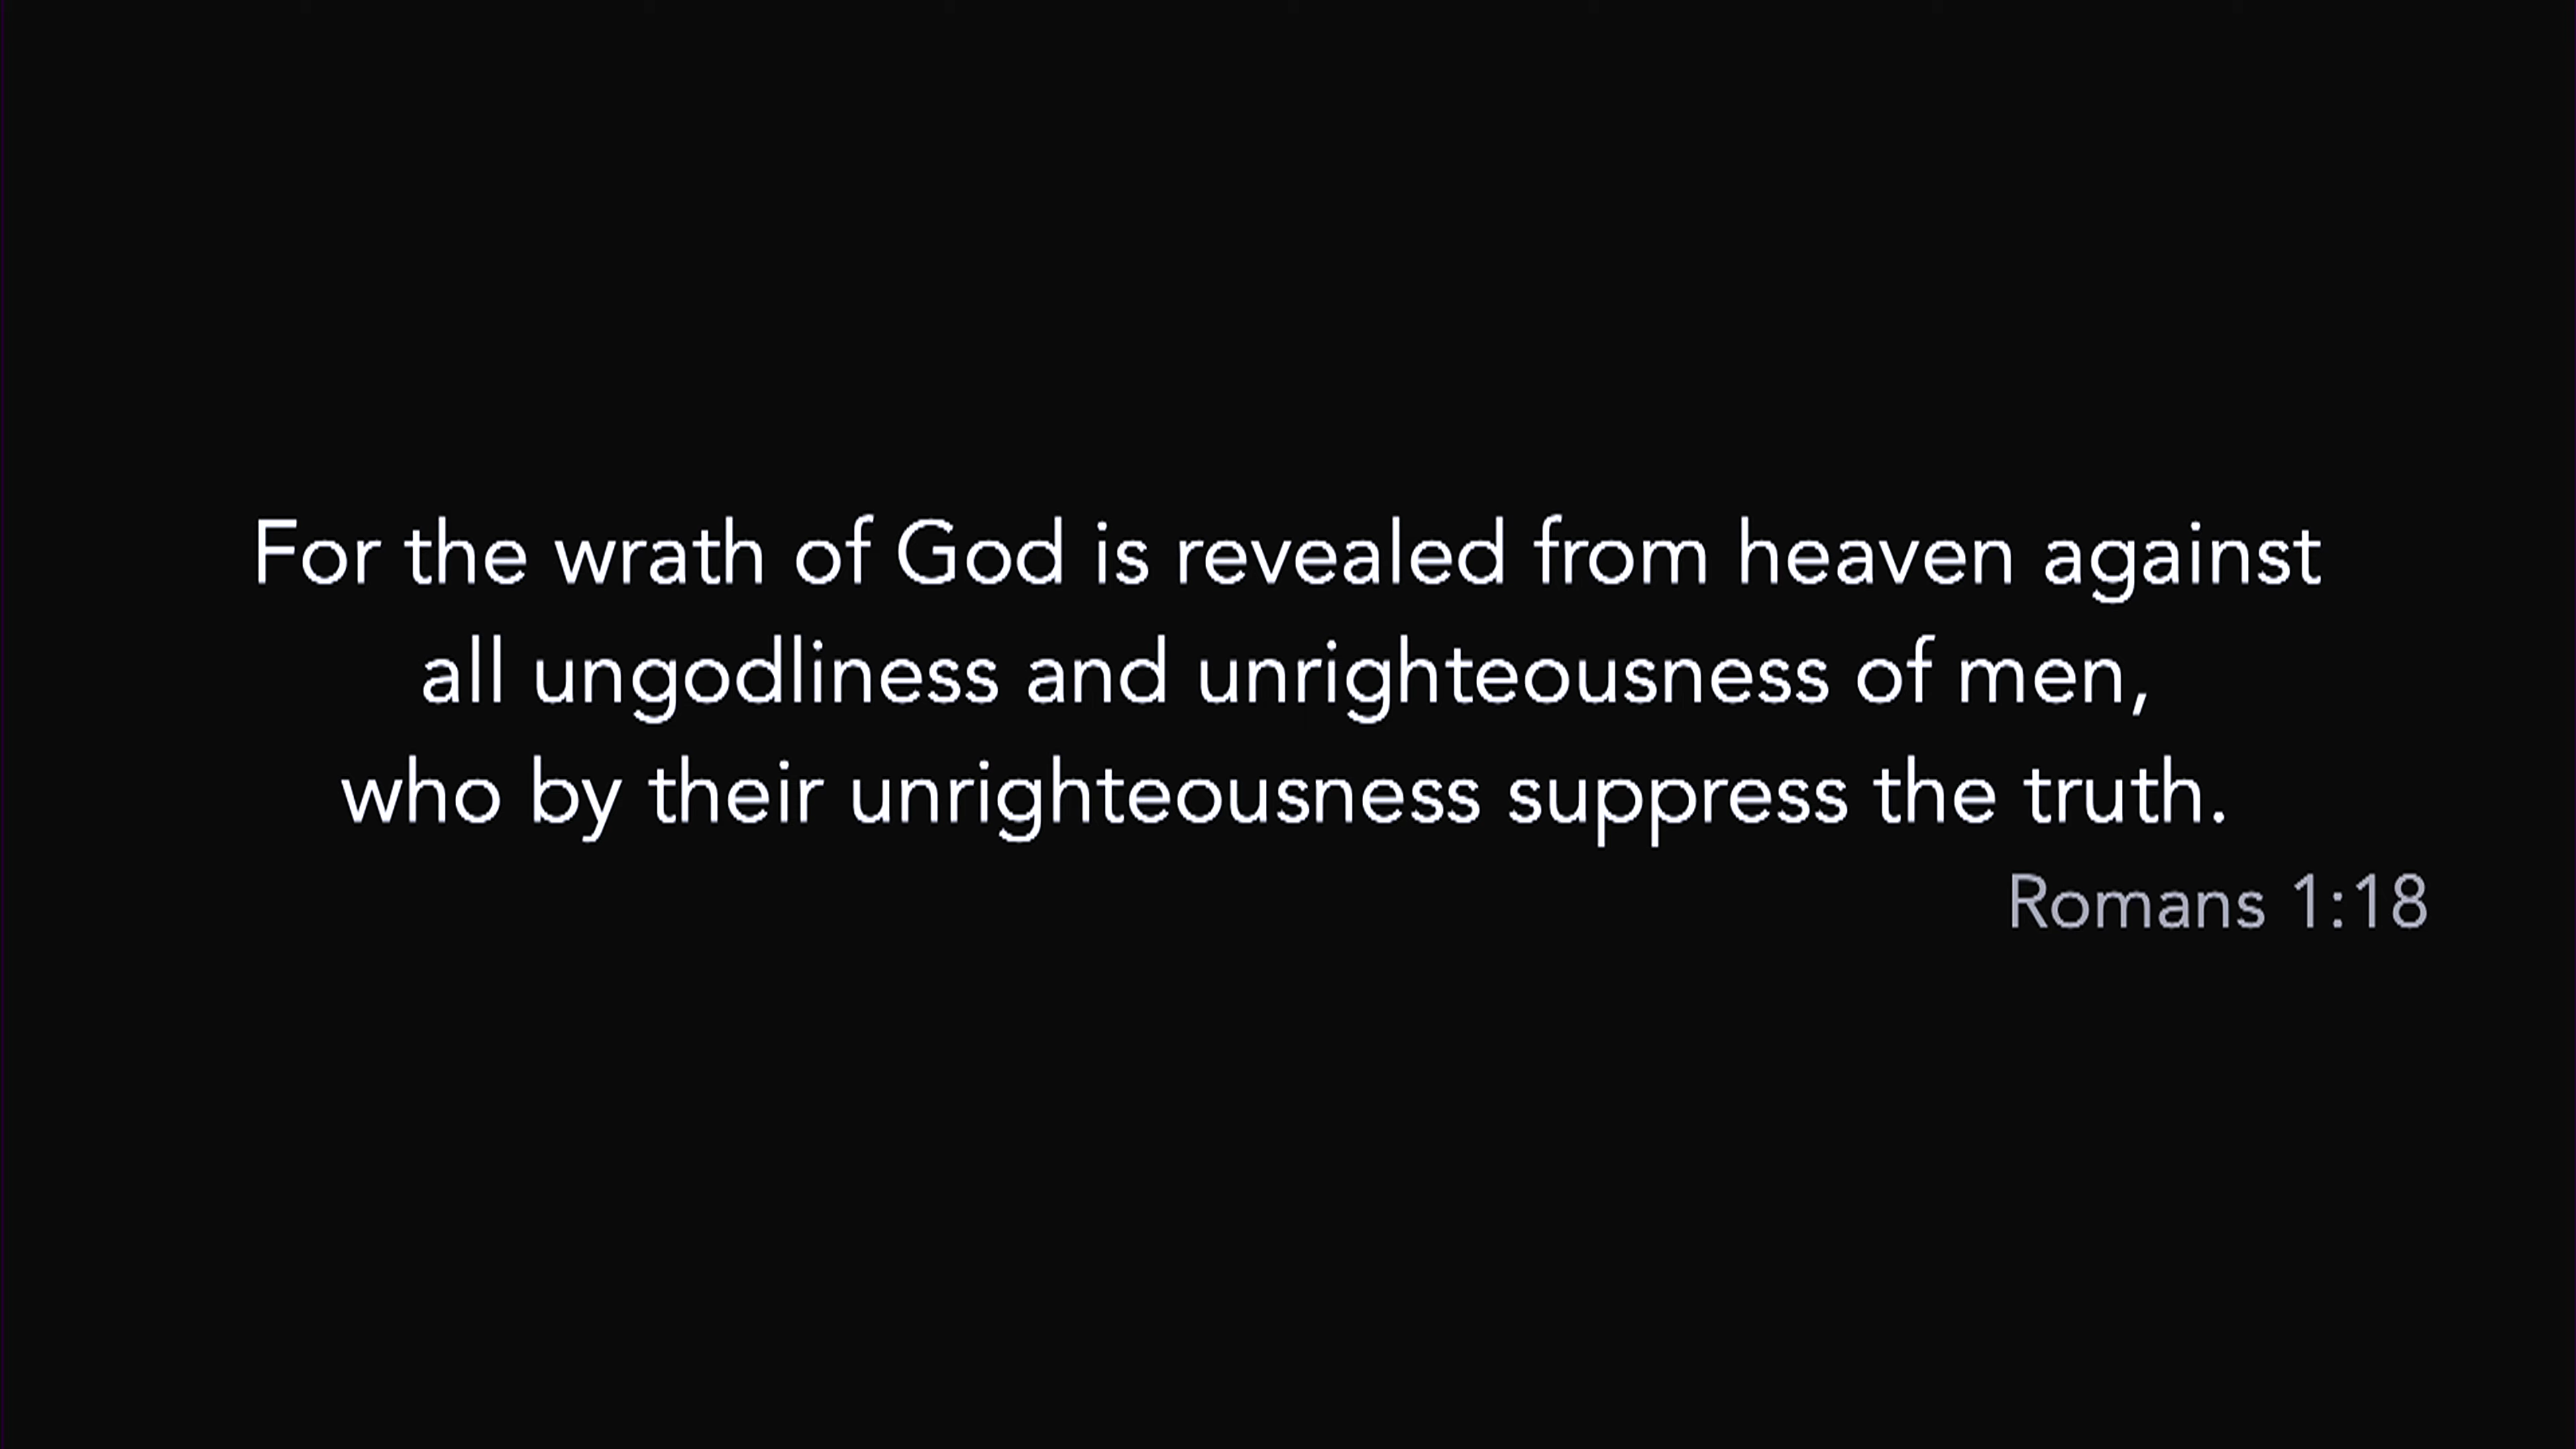 For the wrath of God is revealed from heaven against
all ungodliness and unrighteousness of men,
who by their unrighteousness suppress the truth.
Romans 1:18